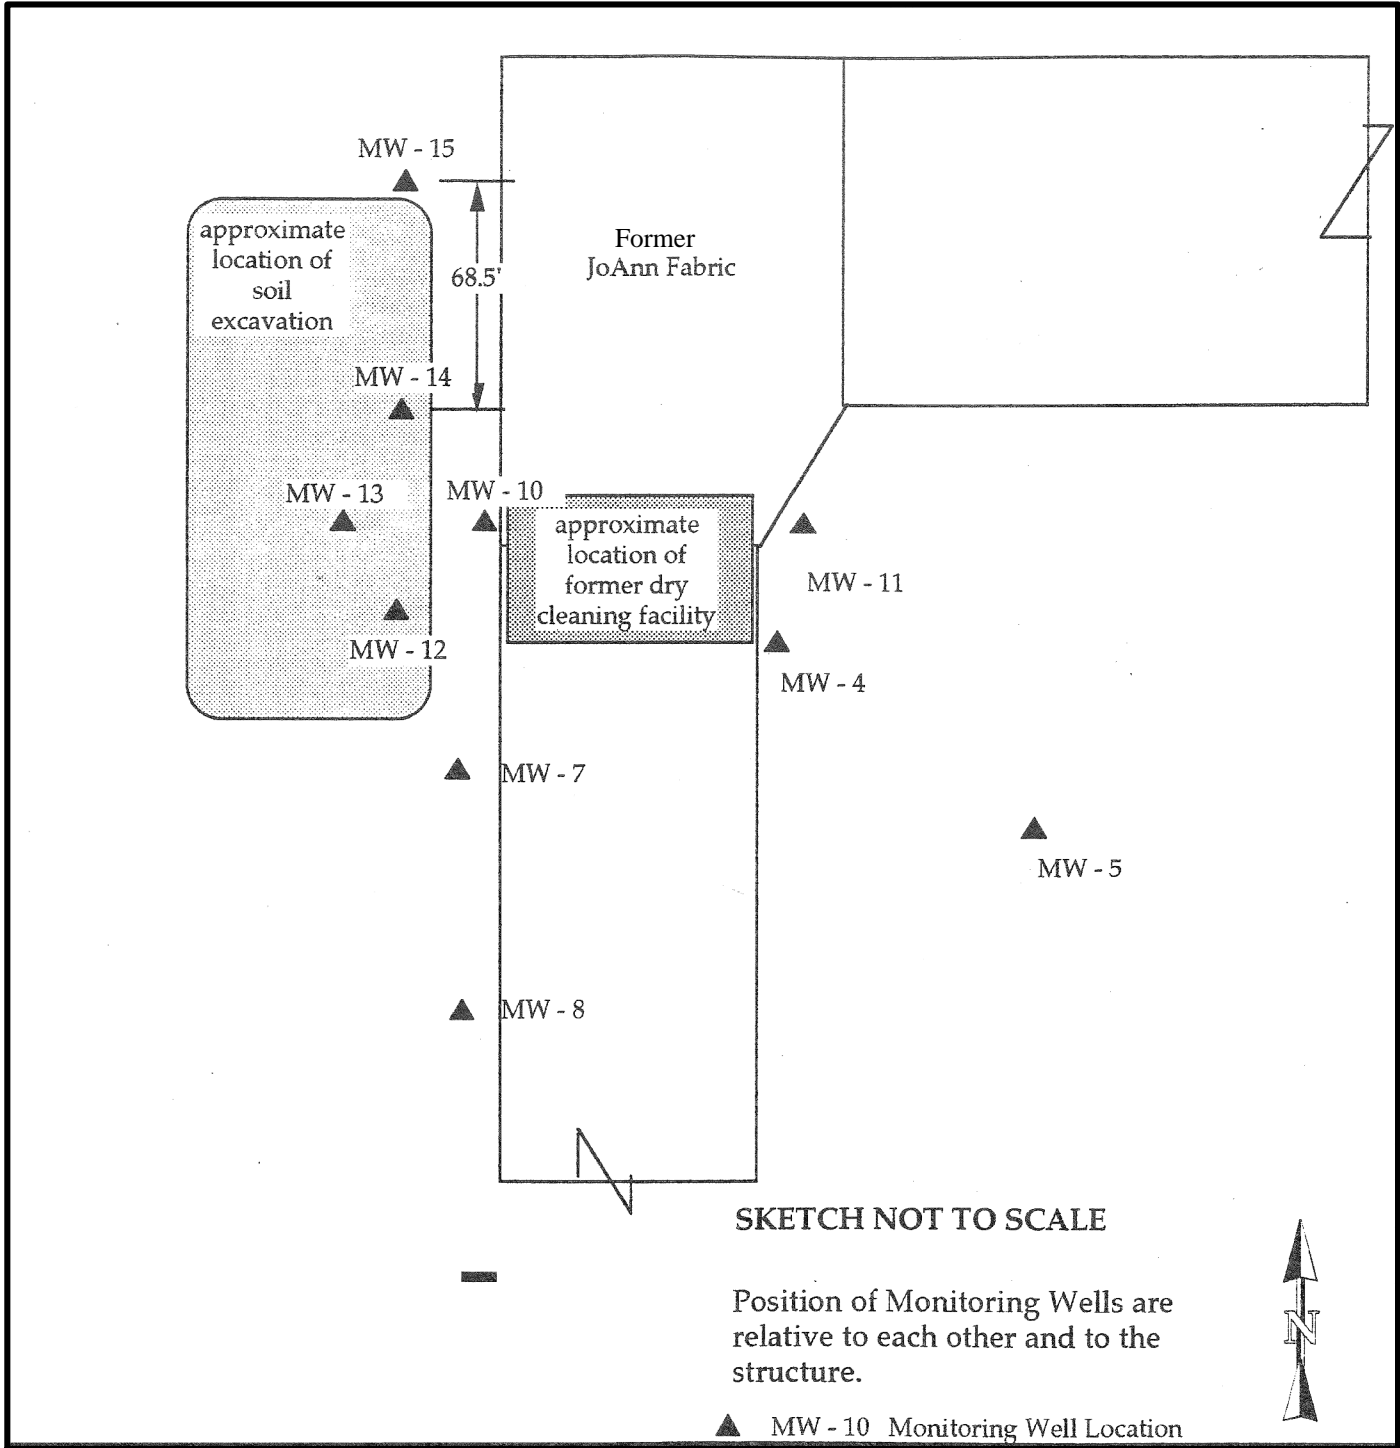 MW - 15
approximate
location of
soil
excavation
68.5'
Former
JoAnn Fabric
MW - 14
MW - 13
MW - 10
approximate
location of
former dry
cleaning facility
MW - 11
MW - 12
MW - 4
MW - 7
MW - 5
MW - 8
SKETCH NOT TO SCALE
Position of Monitoring Wells are
relative to each other and to the
structure.
N
MW - 10 Monitoring Well Location